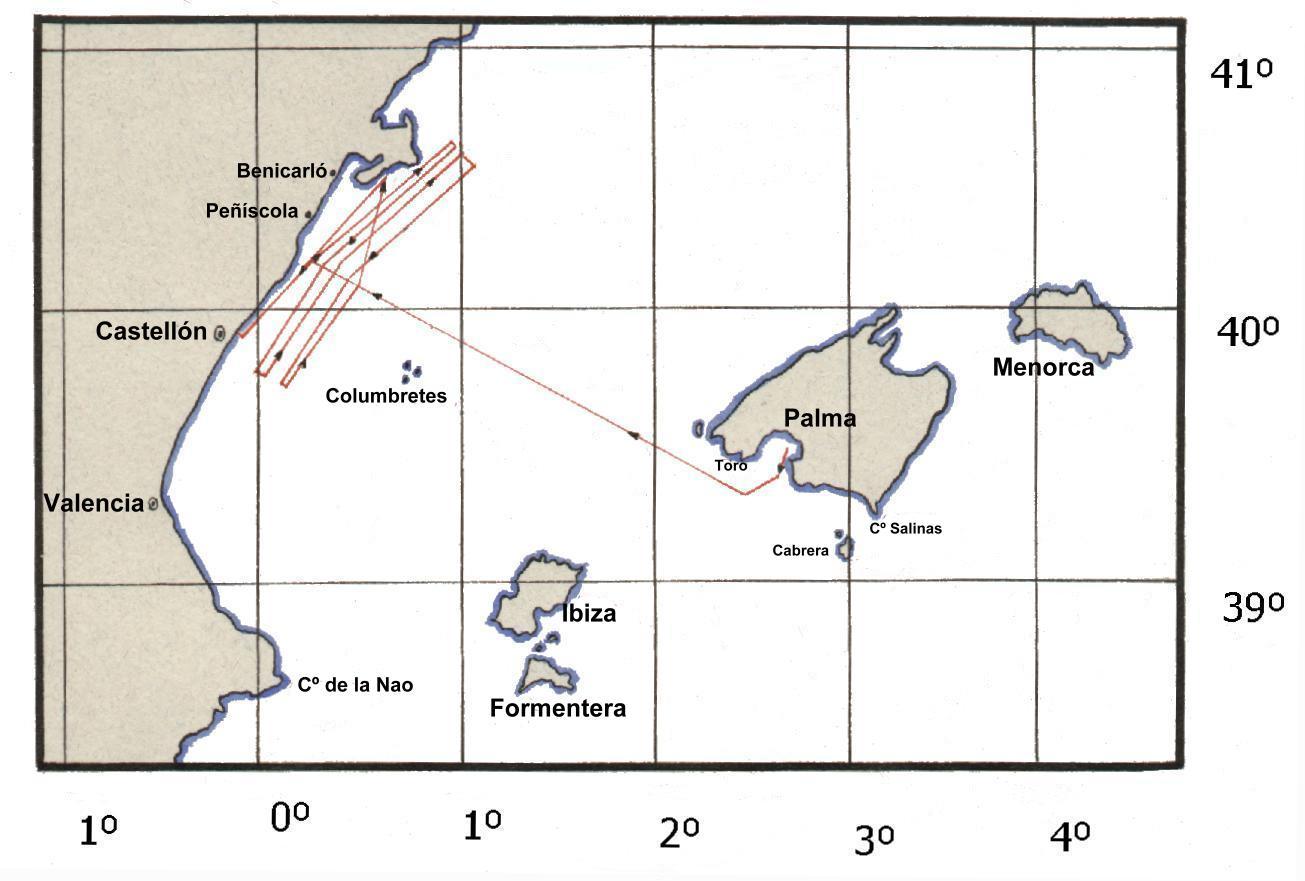 41º
Benicarló
Peñíscola
40º
Castellón
Menorca
Columbretes
Palma
Toro
Valencia
Cº Salinas
Cabrera
39º
Ibiza
Cº de la Nao
Formentera
1º
0º
1º
2º
3º
4º